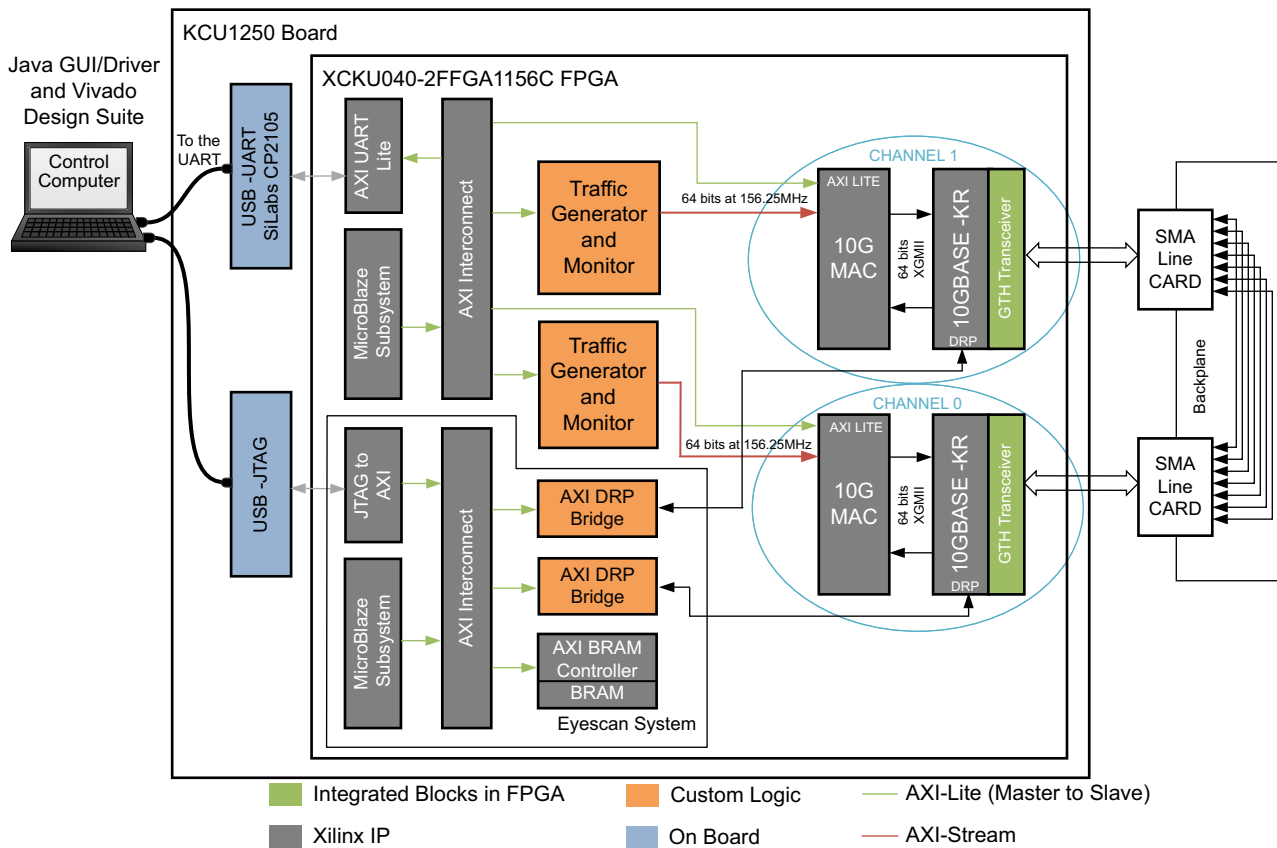 KCU1250 Board
Java GUI/Driver
and Vivado
Design Suite
Control
Computer
To the
UART
USB -UART
SiLabs CP2105
USB -JTAG
XCKU040-2FFGA1156C FPGA
AXI UART
Lite
MicroBlaze
Subsystem
AXI Interconnect
Traffic
Generator
and
Monitor
64 bits at 156.25MHz
Traffic
Generator
and
Monitor
64 bits at 156.25MHz
CHANNEL 1
AXI LITE
10G
MAC
64 bits
XGMII
10GBASE -KR
DRP
GTH Transceiver
CHANNEL 0
AXI LITE
10G
MAC
64 bits
XGMII
10GBASE -KR
DRP
GTH Transceiver
SMA
Line
CARD
Backplane
SMA
Line
CARD
JTAG to
AXI
MicroBlaze
Subsystem
AXI Interconnect
AXI DRP
Bridge
AXI DRP
Bridge
AXI BRAM
Controller
BRAM
Eyescan System
Integrated Blocks in FPGA
Custom Logic
AXI-Lite (Master to Slave)
Xilinx IP
On Board
AXI-Stream